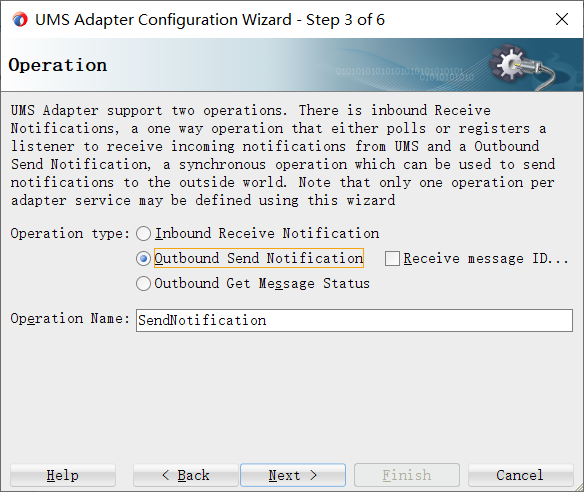 UMS Adapter Configuration Wizard - Step 3 of 6
Operation
UMS Adapter support two operations. There is inbound Receive
Notifications, a one way operation that either polls or registers a
listener to receive incoming notifications from UMS and a Outbound
Send Notification, a synchronous operation which can be used to send
notifications to the outside world. Note that only one operation per
adapter service may be defined using this wizard
Operation type: Inbound Receive Notification
Outbound Send Notification Receive message ID...
Outbound Get Message Status
Operation Name: SendNotification
Help < Back Next > Finish Cancel